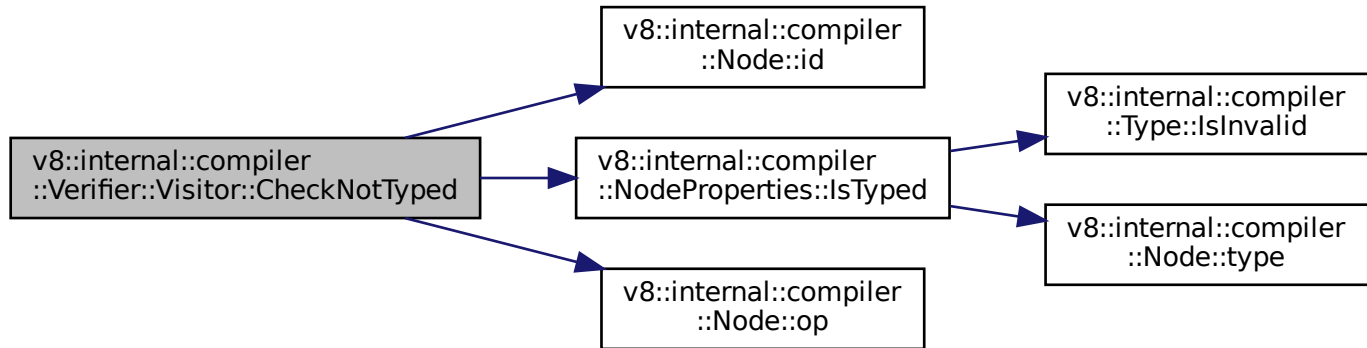 v8::internal::compiler
::Verifier::Visitor::CheckNotTyped
v8::internal::compiler
::Node::id
v8::internal::compiler
::NodeProperties::IsTyped
v8::internal::compiler
::Node::op
v8::internal::compiler
::Type::IsInvalid
v8::internal::compiler
::Node::type